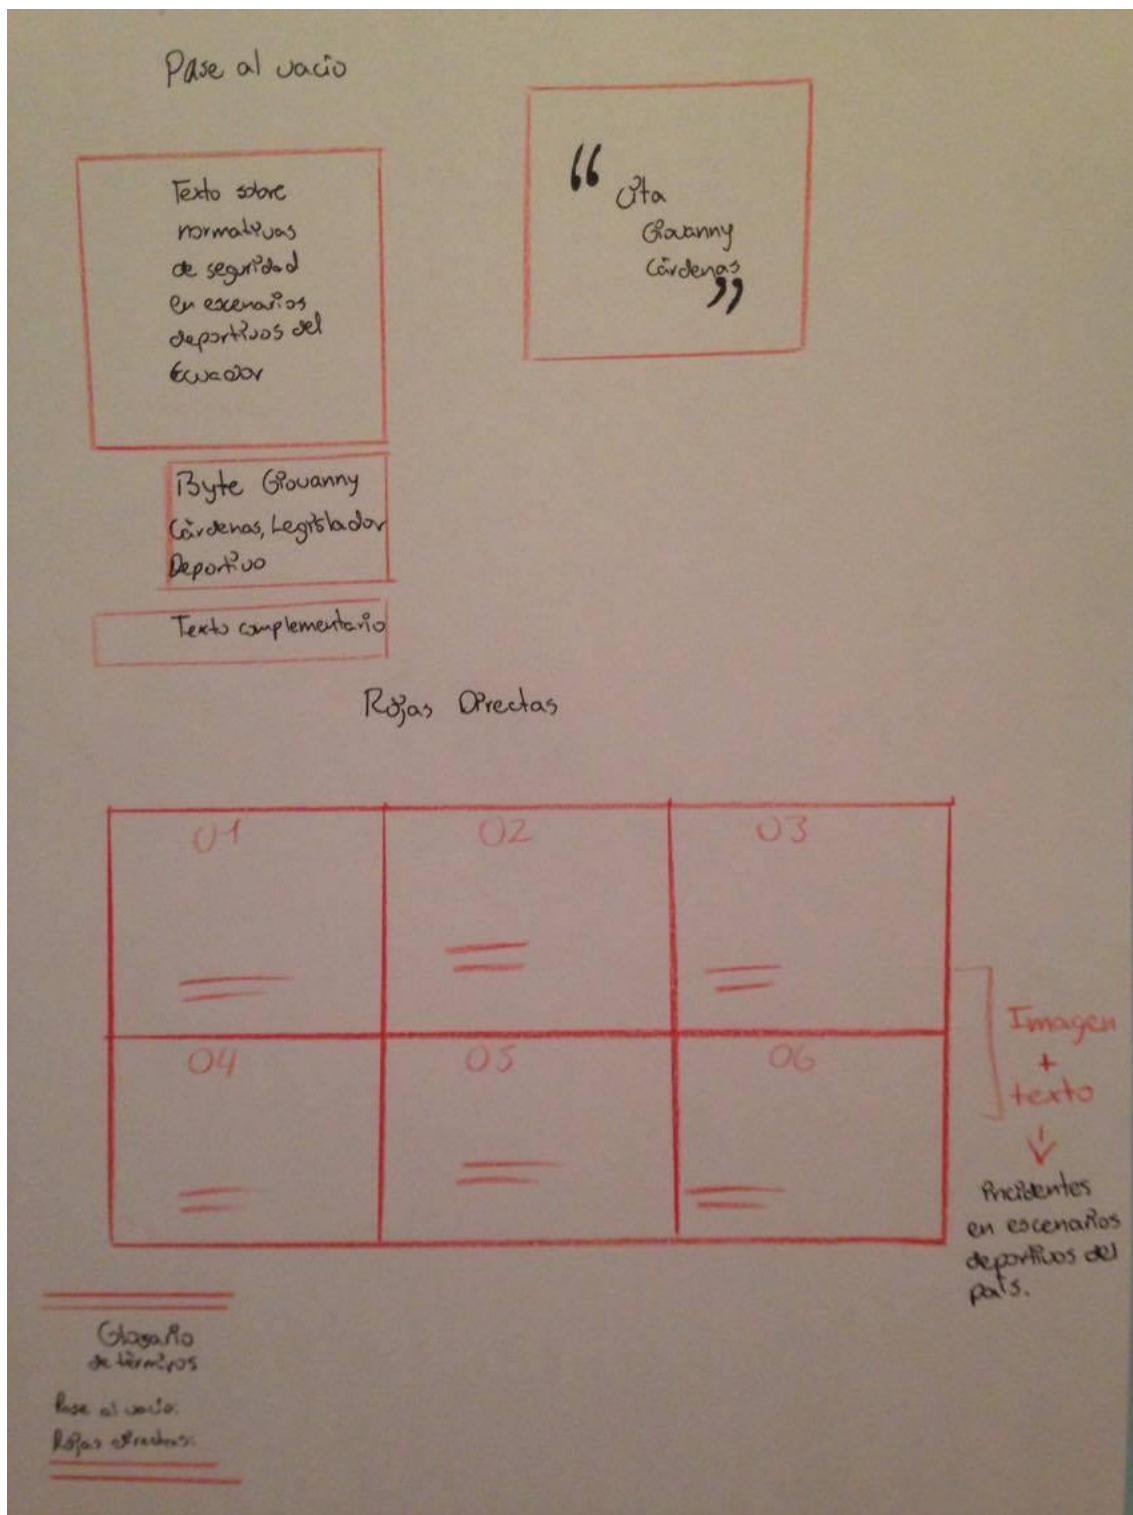 Pase al vacio
Texto sobre
normativas
de seguridad
en escenarios
deportivos del
Ecuador
“ Cita
Giovanny
Cárdenas ”
Byte Giovanny
Cárdenas, Legislador
Deportivo
Texto complementario
Rojas Directas
01
02
03
04
05
06
Imagen
+
texto
incidentes
en escenarios
deportivos del
país.
Glosario
de términos
Pase al vacio:
Rojas directas: